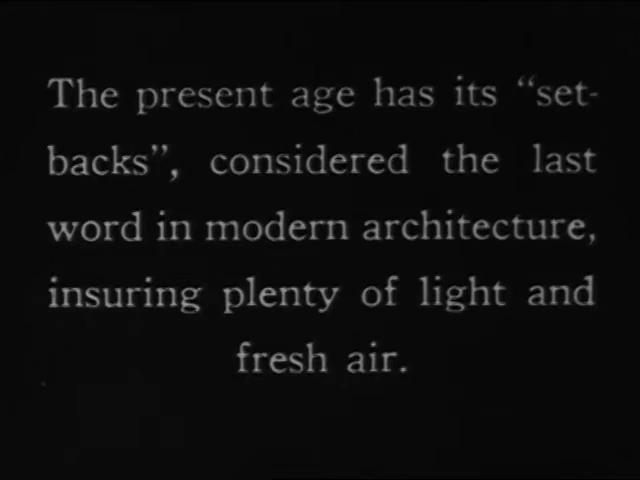 The present age has its “set-
backs”, considered the last
word in modern architecture,
insuring plenty of light and
fresh air.